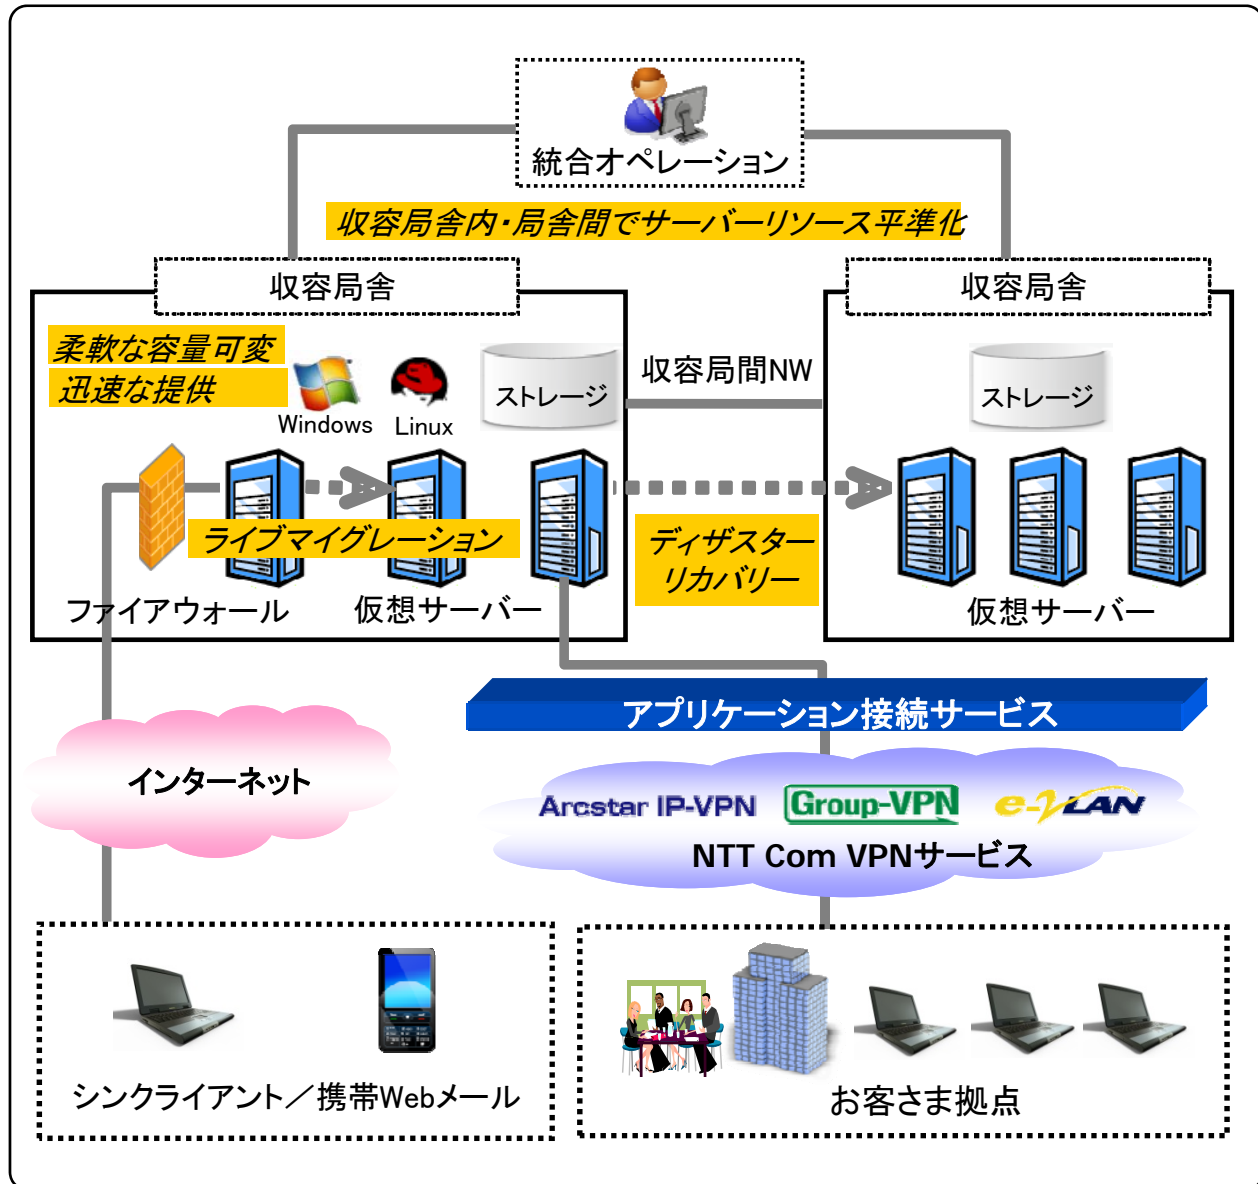 統合オペレーション
収容局舎内・局舎間でサーバーリソース平準化
収容局舎
収容局舎
柔軟な容量可変
迅速な提供
Windows
Linux
ストレージ
収容局間NW
ストレージ
ライブマイグレーション
ディザスター
リカバリー
ファイアウォール
仮想サーバー
仮想サーバー
アプリケーション接続サービス
インターネット
Arcstar IP-VPN
Group-VPN
e-VLAN
NTT Com VPNサービス
シンクライアント／携帯Webメール
お客さま拠点